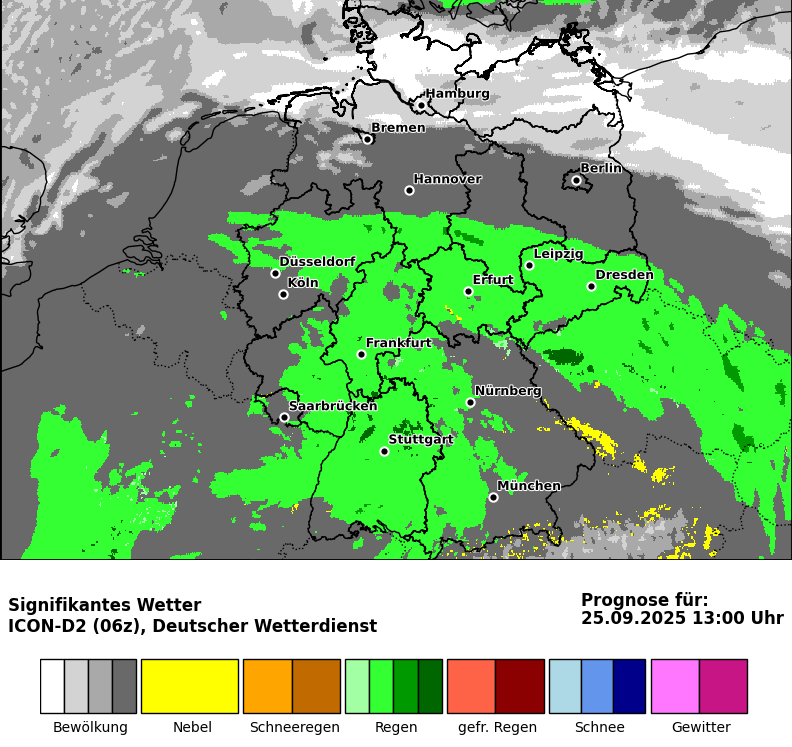 Hamburg
Bremen
Berlin
Hannover
Leipzig
Düsseldorf
Dresden
Erfurt
Köln
Frankfurt
Nürnberg
Saarbrücken
Stuttgart
München
Signifikantes Wetter
ICON-D2 (06z), Deutscher Wetterdienst
Prognose für:
25.09.2025 13:00 Uhr
Bewölkung Nebel Schneeregen Regen gefr. Regen Schnee Gewitter